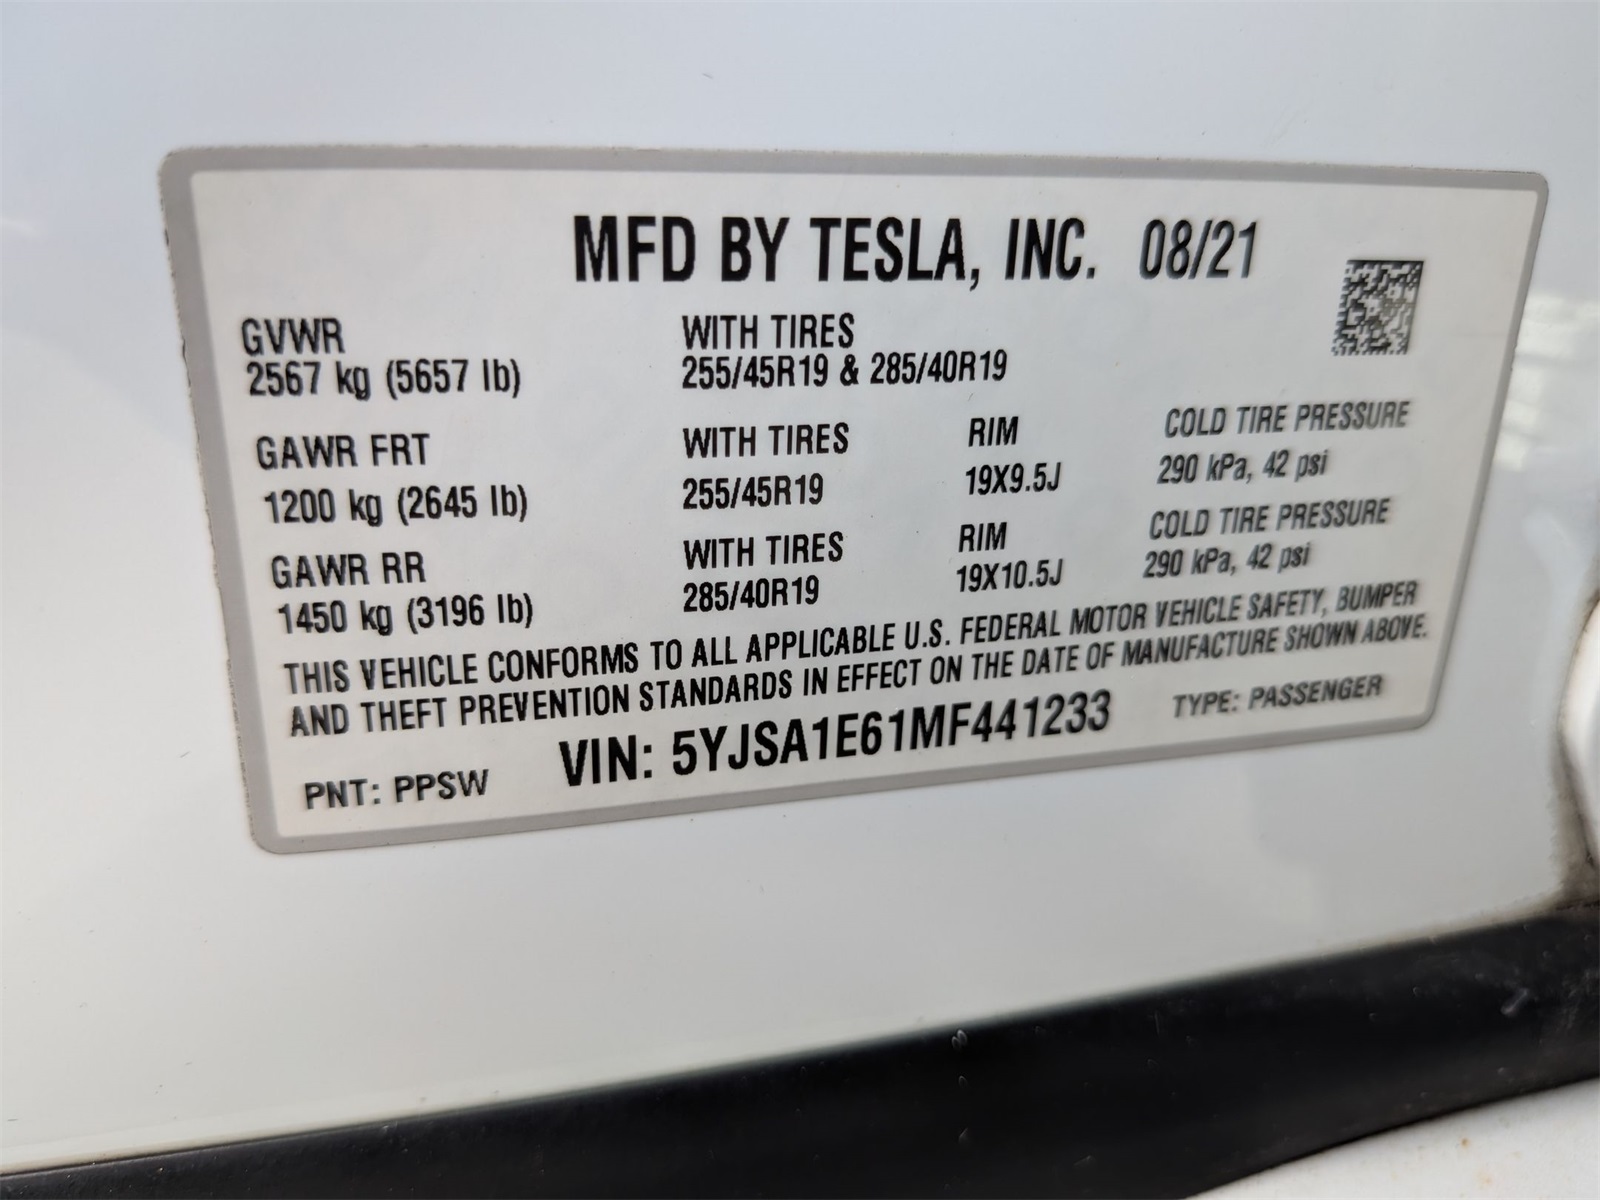 MFD BY TESLA, INC. 08/21
GVWR
2567 kg (5657 lb)
WITH TIRES
255/45R19 & 285/40R19
GAWR FRT
1200 kg (2645 lb)
WITH TIRES
255/45R19
RIM
19X9.5J
COLD TIRE PRESSURE
290 kPa, 42 psi
GAWR RR
1450 kg (3196 lb)
WITH TIRES
285/40R19
RIM
19X10.5J
COLD TIRE PRESSURE
290 kPa, 42 psi
THIS VEHICLE CONFORMS TO ALL APPLICABLE U.S. FEDERAL MOTOR VEHICLE SAFETY, BUMPER
AND THEFT PREVENTION STANDARDS IN EFFECT ON THE DATE OF MANUFACTURE SHOWN ABOVE.
PNT: PPSW
VIN: 5YJSA1E61MF441233
TYPE: PASSENGER